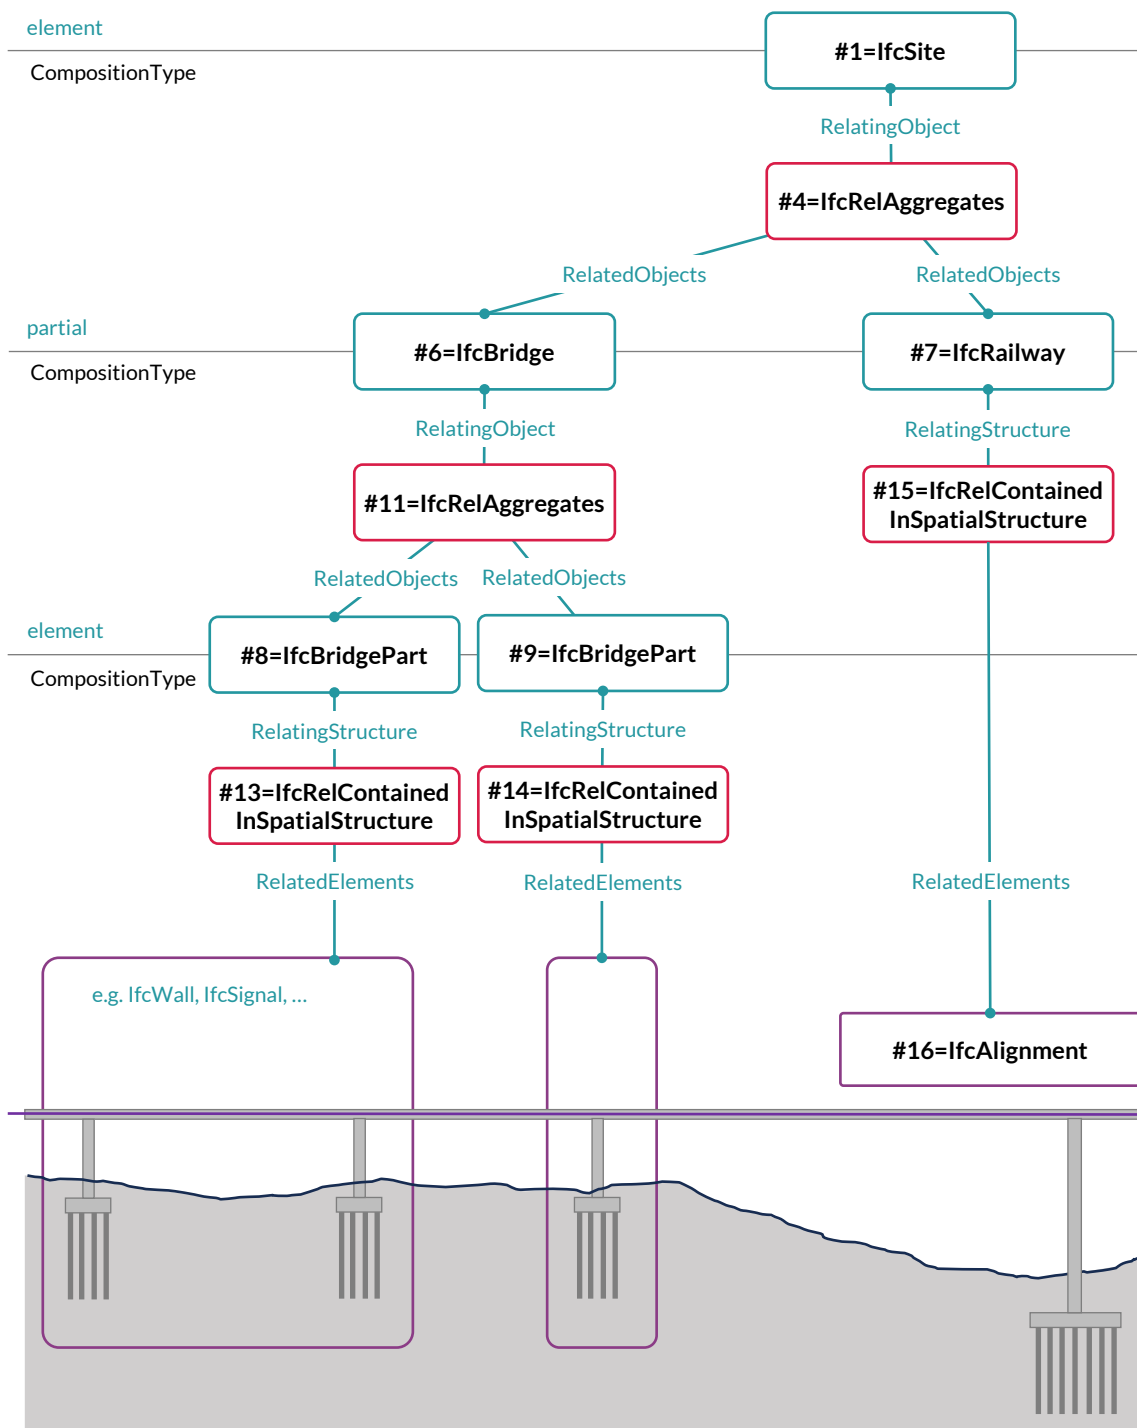 element
#1=IfcSite
CompositionType
RelatingObject
#4=IfcRelAggregates
RelatedObjects
RelatedObjects
partial
#6=IfcBridge
#7=IfcRailway
CompositionType
RelatingObject
RelatingStructure
#11=IfcRelAggregates
#15=IfcRelContained
InSpatialStructure
RelatedObjects
RelatedObjects
element
#8=IfcBridgePart
#9=IfcBridgePart
CompositionType
RelatingStructure
RelatingStructure
#13=IfcRelContained
InSpatialStructure
#14=IfcRelContained
InSpatialStructure
RelatedElements
RelatedElements
RelatedElements
e.g. IfcWall, IfcSignal, ...
#16=IfcAlignment